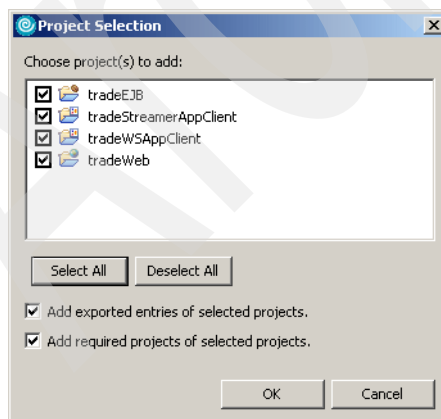 Project Selection
Choose project(s) to add:
tradeEJB
tradeStreamerAppClient
tradeWSAppClient
tradeWeb
Select All Deselect All
Add exported entries of selected projects.
Add required projects of selected projects.
OK Cancel